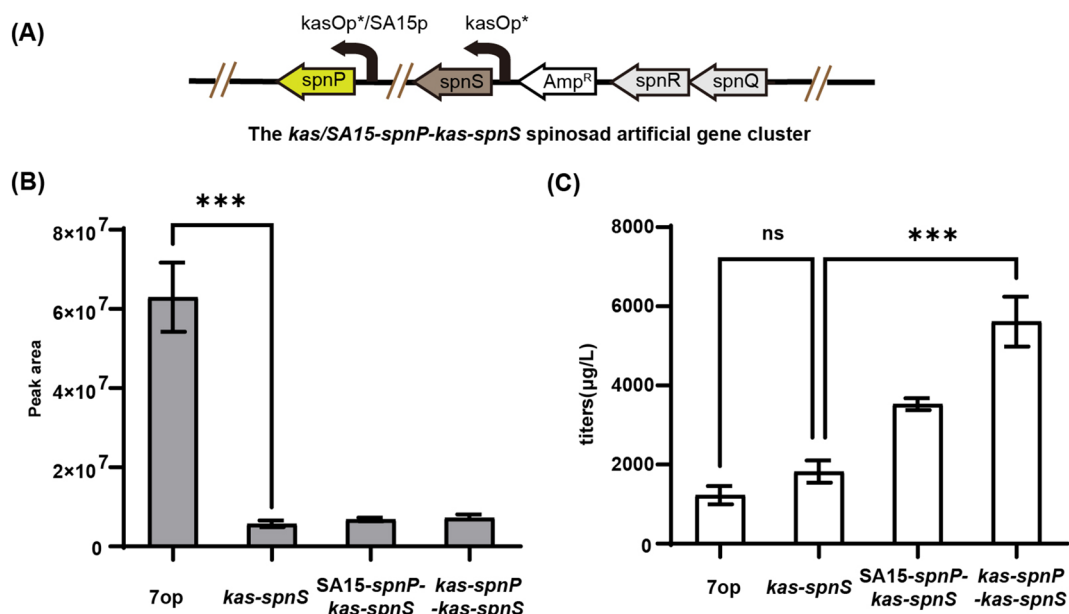 (A)
kasOp*/SA15p
kasOp*
spnP
spnS
Amp^R
spnR
spnQ
The kas/SA15-spnP-kas-spnS spinosad artificial gene cluster
(B)
***
8×10^7
6×10^7
4×10^7
2×10^7
0
Peak area
7op
kas-spnS
SA15-spnP-
kas-spnS
kas-spnP
-kas-spnS
(C)
ns
***
8000
6000
4000
2000
0
titers(μg/L)
7op
kas-spnS
SA15-spnP-
kas-spnS
kas-spnP
-kas-spnS